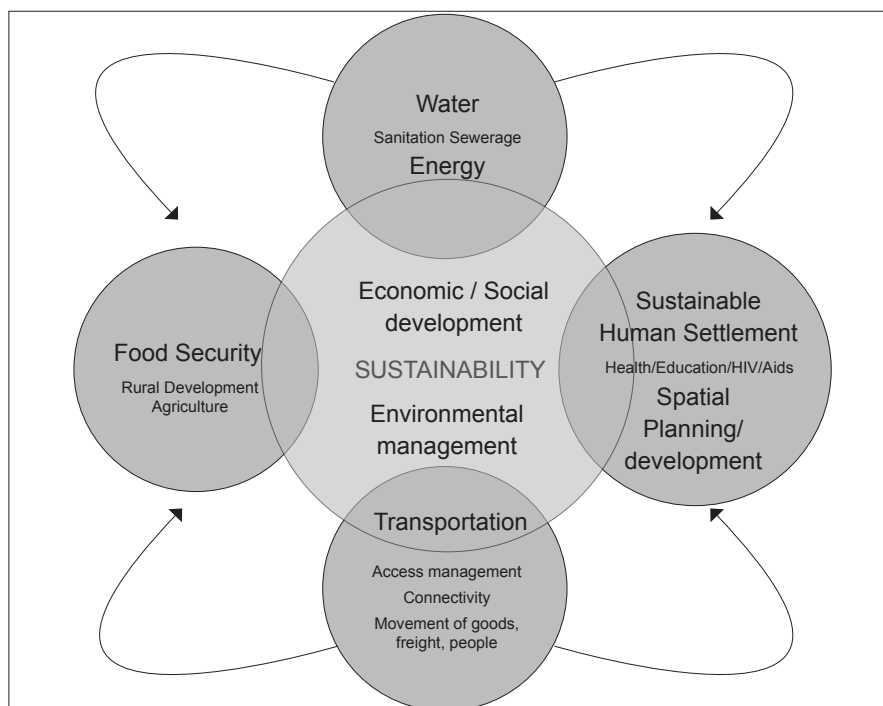 Water
Sanitation Sewerage
Energy
Economic / Social
development
SUSTAINABILITY
Environmental
management
Food Security
Rural Development
Agriculture
Sustainable
Human Settlement
Health/Education/HIV/Aids
Spatial
Planning/
development
Transportation
Access management
Connectivity
Movement of goods,
freight, people